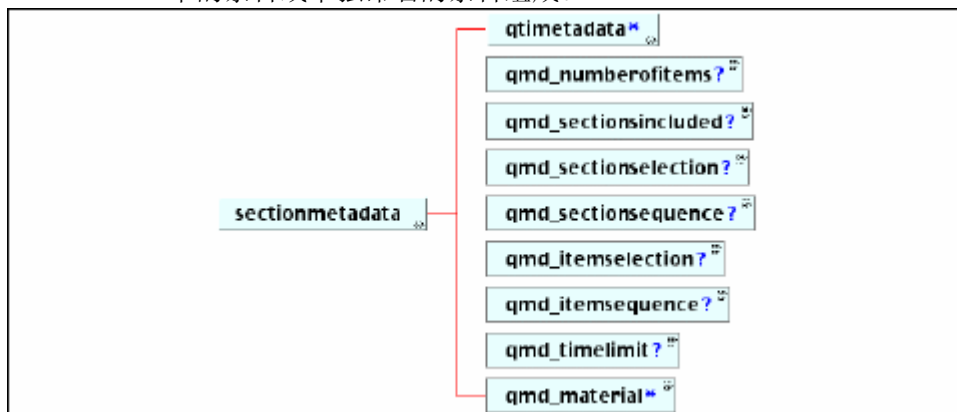 qtimetadata*
qmd_numberofitems?
qmd_sectionsincluded?
qmd_sectionselection?
sectionmetadata
qmd_sectionsequence?
qmd_itemselection?
qmd_itemsequence?
qmd_timelimit?
qmd_material*